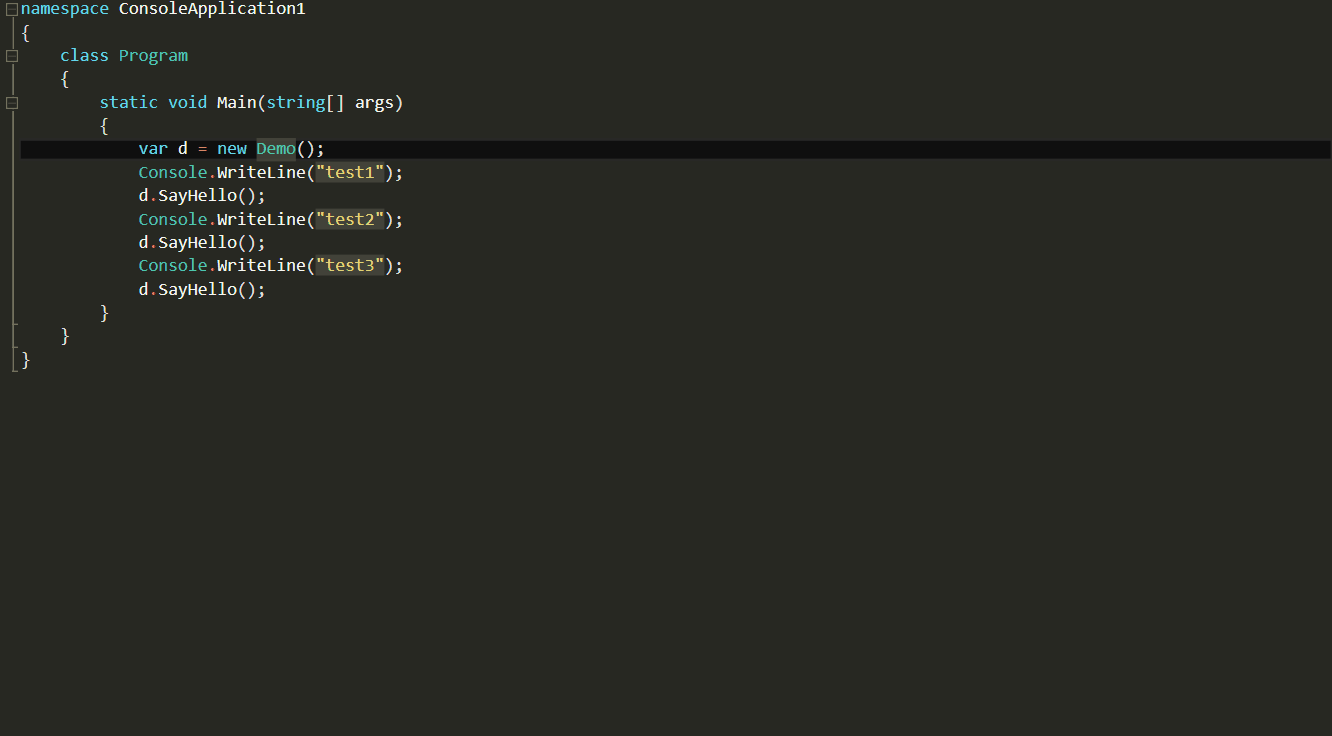 namespace ConsoleApplication1
{
    class Program
    {
        static void Main(string[] args)
        {
            var d = new Demo();
            Console.WriteLine("test1");
            d.SayHello();
            Console.WriteLine("test2");
            d.SayHello();
            Console.WriteLine("test3");
            d.SayHello();
        }
    }
}